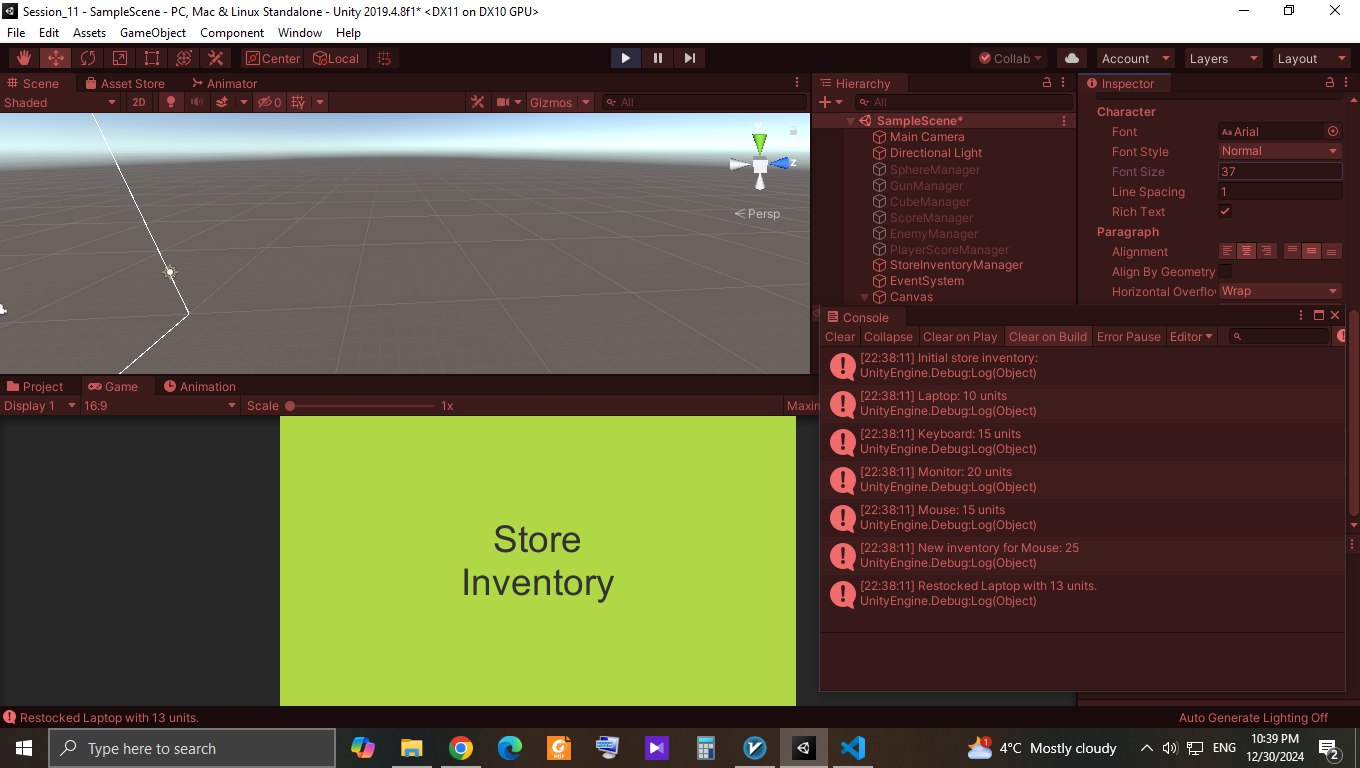 Session_11 - SampleScene - PC, Mac & Linux Standalone - Unity 2019.4.8f1* <DX11 on DX10 GPU>
File Edit Assets GameObject Component Window Help
Center Local Collab Account Layers Layout
Scene Asset Store Animator
Shaded 2D 0 Gizmos All
z
Persp
Hierarchy
All
SampleScene*
Main Camera
Directional Light
SphereManager
GunManager
CubeManager
ScoreManager
EnemyManager
PlayerScoreManager
StoreInventoryManager
EventSystem
Canvas
Inspector
Character
Font Aa Arial
Font Style Normal
Font Size 37
Line Spacing 1
Rich Text
Paragraph
Alignment
Align By Geometry
Horizontal Overflo Wrap
Project Game Animation
Display 1 16:9 Scale 1x Maxin
Store
Inventory
Console
Clear Collapse Clear on Play Clear on Build Error Pause Editor
[22:38:11] Initial store inventory:
UnityEngine.Debug:Log(Object)
[22:38:11] Laptop: 10 units
UnityEngine.Debug:Log(Object)
[22:38:11] Keyboard: 15 units
UnityEngine.Debug:Log(Object)
[22:38:11] Monitor: 20 units
UnityEngine.Debug:Log(Object)
[22:38:11] Mouse: 15 units
UnityEngine.Debug:Log(Object)
[22:38:11] New inventory for Mouse: 25
UnityEngine.Debug:Log(Object)
[22:38:11] Restocked Laptop with 13 units.
UnityEngine.Debug:Log(Object)
Restocked Laptop with 13 units.
Auto Generate Lighting Off
Type here to search
1
4°C Mostly cloudy
ENG
10:39 PM
12/30/2024
2